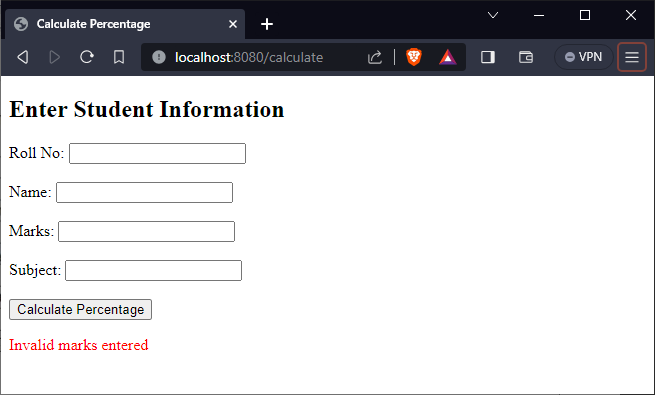 Calculate Percentage
localhost:8080/calculate
VPN
Enter Student Information
Roll No:
Name:
Marks:
Subject:
Calculate Percentage
Invalid marks entered